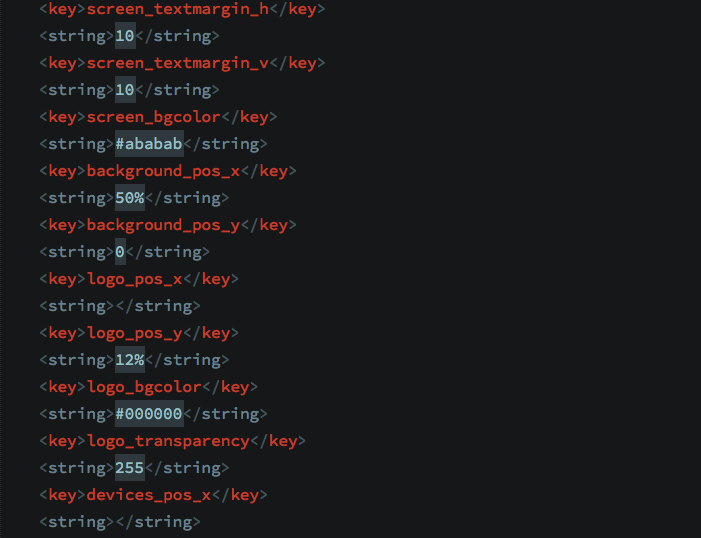 <key>screen_textmargin_h</key>
<string>10</string>
<key>screen_textmargin_v</key>
<string>10</string>
<key>screen_bgcolor</key>
<string>#ababab</string>
<key>background_pos_x</key>
<string>50%</string>
<key>background_pos_y</key>
<string>0</string>
<key>logo_pos_x</key>
<string></string>
<key>logo_pos_y</key>
<string>12%</string>
<key>logo_bgcolor</key>
<string>#000000</string>
<key>logo_transparency</key>
<string>255</string>
<key>devices_pos_x</key>
<string></string>